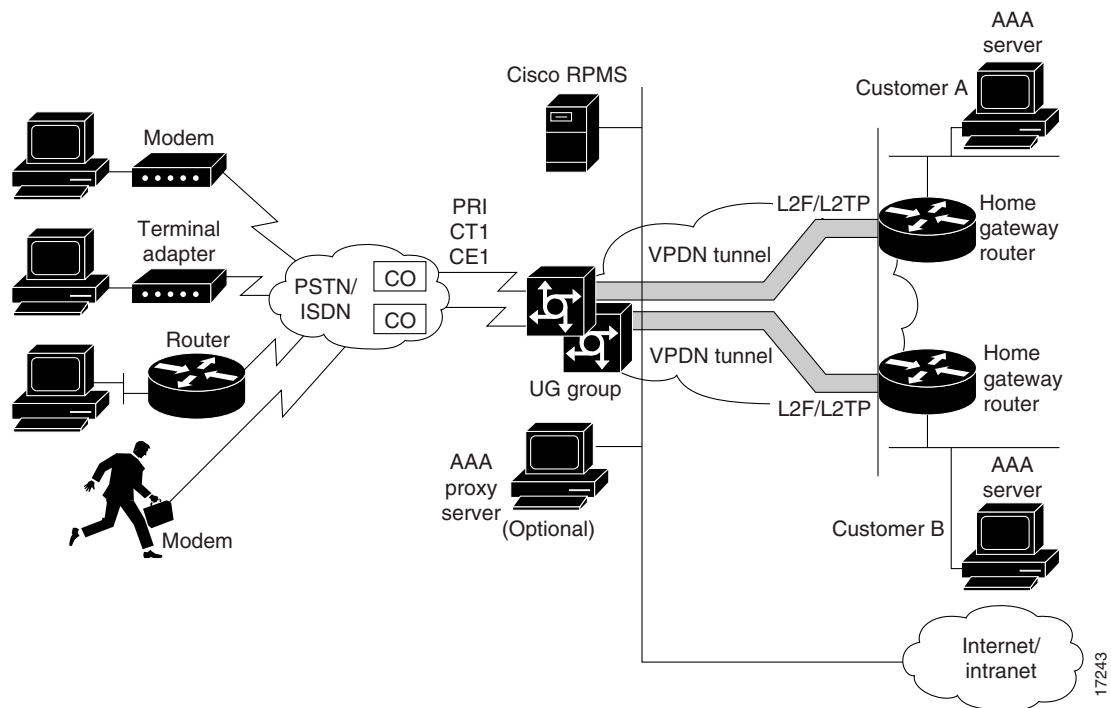 AAA
server
Cisco RPMS
Customer A
Modem
PRI
CT1
CE1
L2F/L2TP
Home
gateway
router
Terminal
adapter
VPDN tunnel
PSTN/
ISDN
CO
CO
Router
VPDN tunnel
Home
gateway
router
UG group
L2F/L2TP
AAA
proxy
server
(Optional)
AAA
server
Customer B
Modem
Internet/
intranet
17243